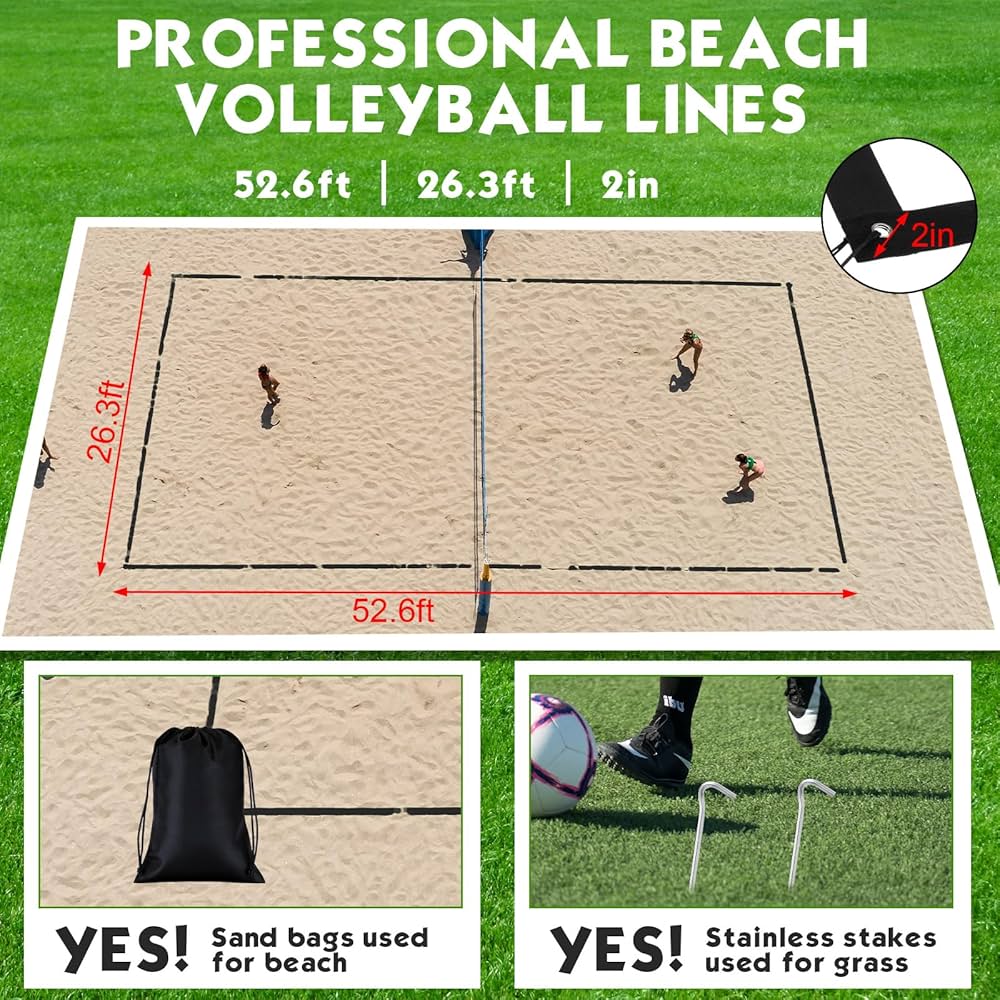 PROFESSIONAL BEACH
VOLLEYBALL LINES
52.6ft | 26.3ft | 2in
2in
26.3ft
52.6ft
YES! Sand bags used
for beach
YES! Stainless stakes
used for grass